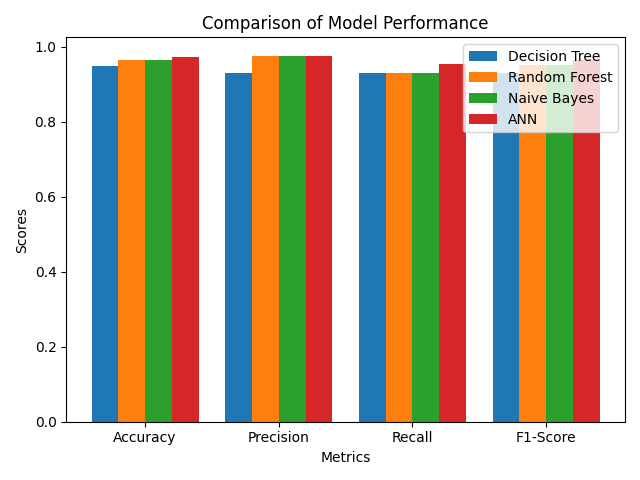 Comparison of Model Performance
Decision Tree
Random Forest
Naive Bayes
ANN
Scores
1.0
0.8
0.6
0.4
0.2
0.0
Accuracy
Precision
Recall
F1-Score
Metrics